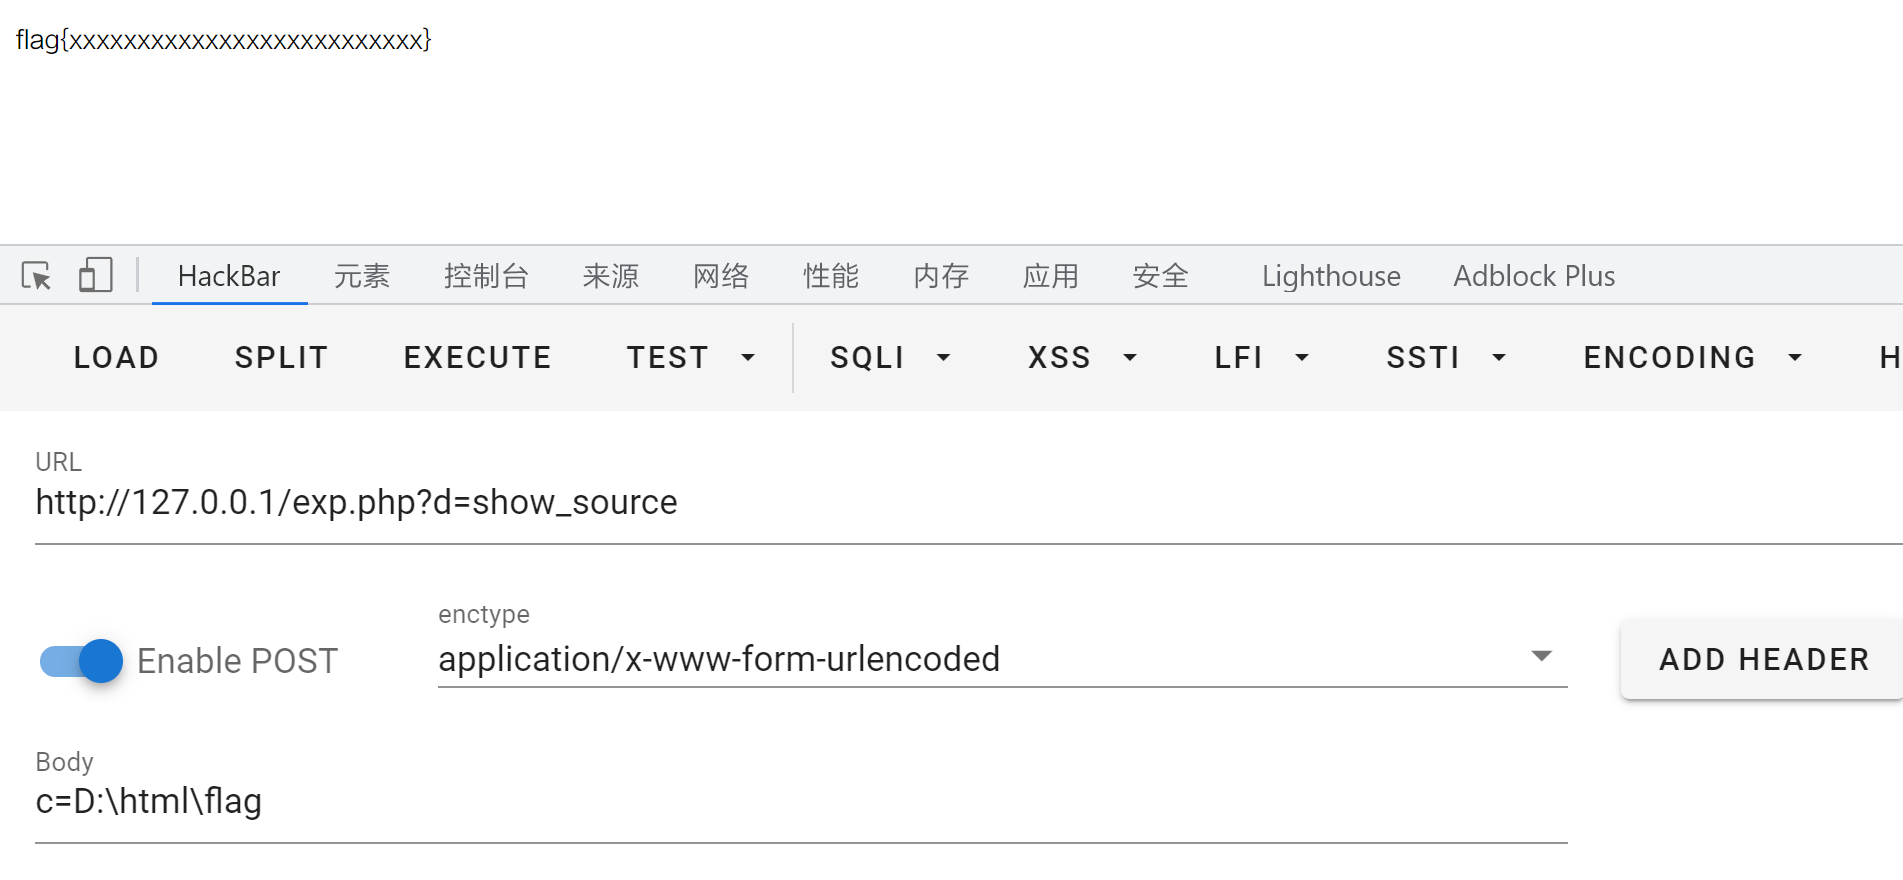 flag{xxxxxxxxxxxxxxxxxxxxxxxxxx}
HackBar 元素 控制台 来源 网络 性能 内存 应用 安全 Lighthouse Adblock Plus
LOAD SPLIT EXECUTE TEST SQLI XSS LFI SSTI ENCODING H
URL
http://127.0.0.1/exp.php?d=show_source
enctype
Enable POST application/x-www-form-urlencoded ADD HEADER
Body
c=D:\html\flag